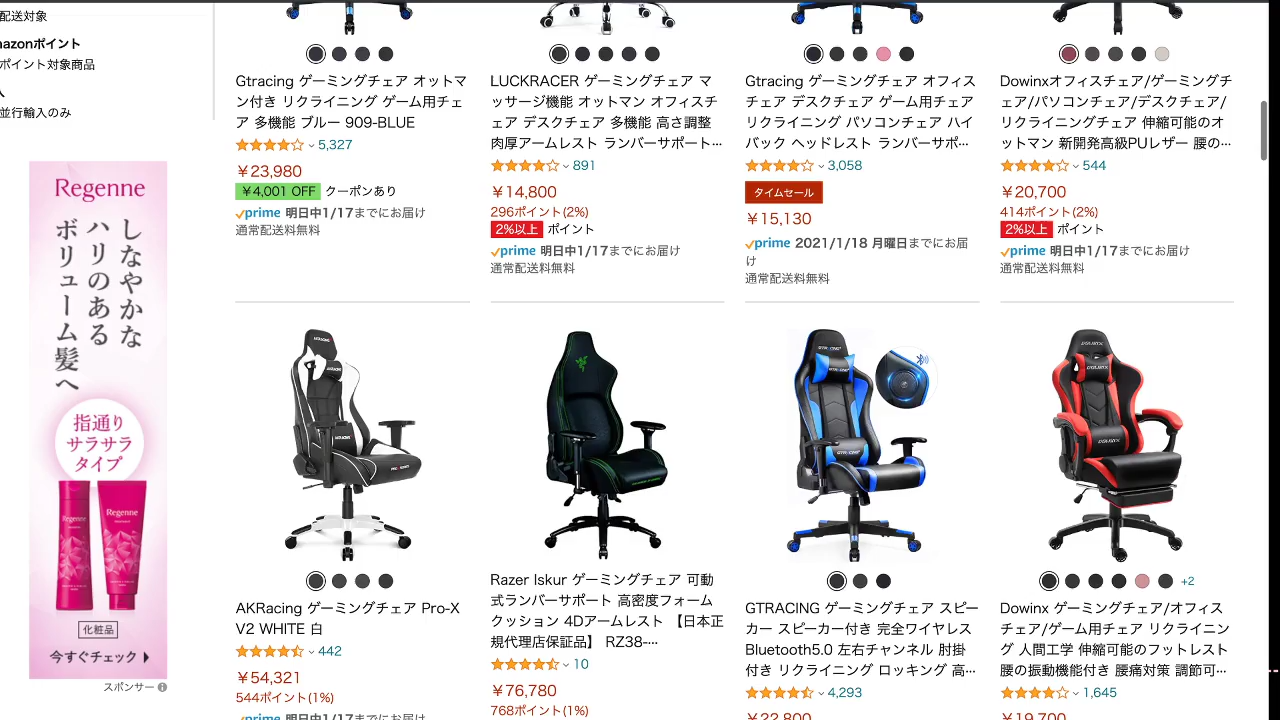 配送対象
mazonポイント
ポイント対象商品
人
並行輸入のみ
Regenne
しなやかな
ハリのある
ボリューム髪へ
指通り
サラサラ
タイプ
Regenne
Regenne
化粧品
今すぐチェック
スポンサー
Gtracing ゲーミングチェア オットマ
ン付き リクライニング ゲーム用チェ
ア 多機能 ブルー 909-BLUE
5,327
￥23,980
￥4,001 OFF クーポンあり
prime 明日中1/17までにお届け
通常配送料無料
LUCKRACER ゲーミングチェア マ
ッサージ機能 オットマン オフィスチ
ェア デスクチェア 多機能 高さ調整
肉厚アームレスト ランバーサポート…
891
￥14,800
296ポイント(2%)
2%以上 ポイント
prime 明日中1/17までにお届け
通常配送料無料
Gtracing ゲーミングチェア オフィス
チェア デスクチェア ゲーム用チェア
リクライニング パソコンチェア ハイ
バック ヘッドレスト ランバーサポ…
3,058
タイムセール
￥15,130
prime 2021/1/18 月曜日までにお届
け
通常配送料無料
Dowinxオフィスチェア/ゲーミングチ
ェア/パソコンチェア/デスクチェア/
リクライニングチェア 伸縮可能のオ
ットマン 新開発高級PUレザー 腰の…
544
￥20,700
414ポイント(2%)
2%以上 ポイント
prime 明日中1/17までにお届け
通常配送料無料
AKRacing ゲーミングチェア Pro-X
V2 WHITE 白
442
￥54,321
544ポイント(1%)
prime 明日中1/17までにお届け
Razer Iskur ゲーミングチェア 可動
式ランバーサポート 高密度フォーム
クッション 4Dアームレスト 【日本正
規代理店保証品】 RZ38-…
10
￥76,780
768ポイント(1%)
GTRACING
GTRACING
GTRACING
GTRACING ゲーミングチェア スピー
カー スピーカー付き 完全ワイヤレス
Bluetooth5.0 左右チャンネル 肘掛
付き リクライニング ロッキング 高…
4,293
￥22,800
DOWINX
DOWINX
DOWINX
+2
Dowinx ゲーミングチェア/オフィス
チェア/ゲーム用チェア リクライニン
グ 人間工学 伸縮可能のフットレスト
腰の振動機能付き 腰痛対策 調節可…
1,645
￥19,700